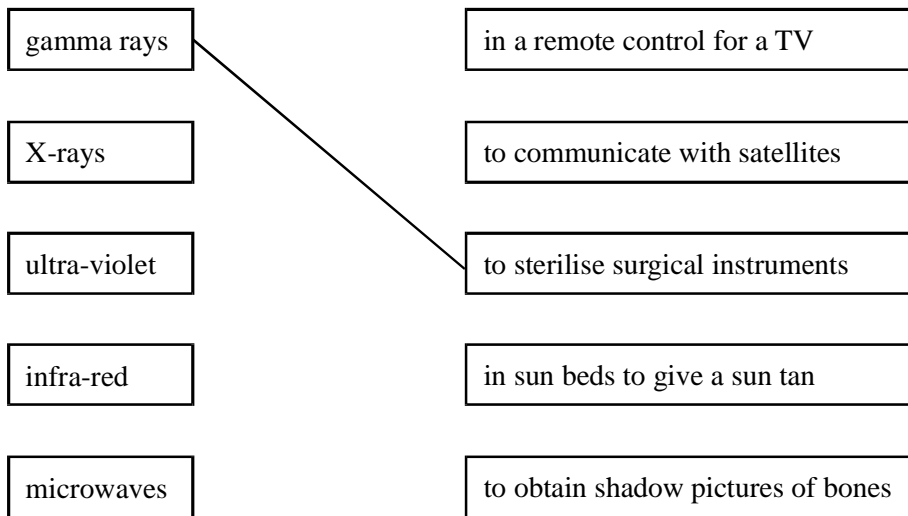 gamma rays
in a remote control for a TV
X-rays
to communicate with satellites
ultra-violet
to sterilise surgical instruments
infra-red
in sun beds to give a sun tan
microwaves
to obtain shadow pictures of bones